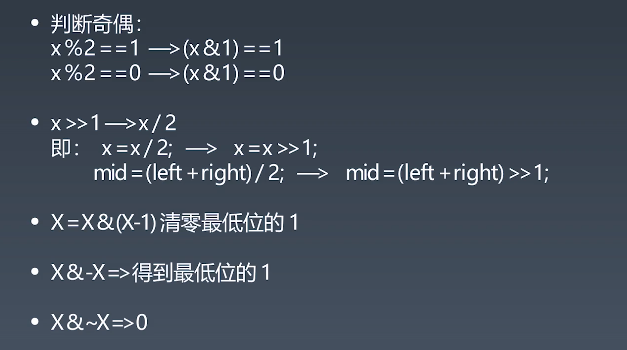 • 判断奇偶：
x%2==1 —>(x&1)==1
x%2==0 —>(x&1)==0
• x>>1—>x/2
即： x=x/2; —> x=x>>1;
mid=(left+right)/2; —> mid=(left+right)>>1;
• X=X&(X-1)清零最低位的1
• X&-X=>得到最低位的1
• X&~X=>0